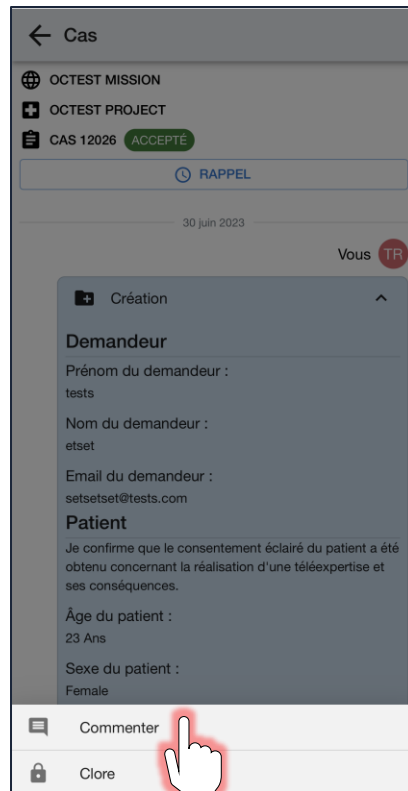 Cas
OCTEST MISSION
OCTEST PROJECT
CAS 12026 ACCEPTÉ
RAPPEL
30 juin 2023
Vous TR
Création
Demandeur
Prénom du demandeur :
tests
Nom du demandeur :
etset
Email du demandeur :
setsetset@tests.com
Patient
Je confirme que le consentement éclairé du patient a été
obtenu concernant la réalisation d'une téléexpertise et
ses conséquences.
Âge du patient :
23 Ans
Sexe du patient :
Female
Commenter
Clore